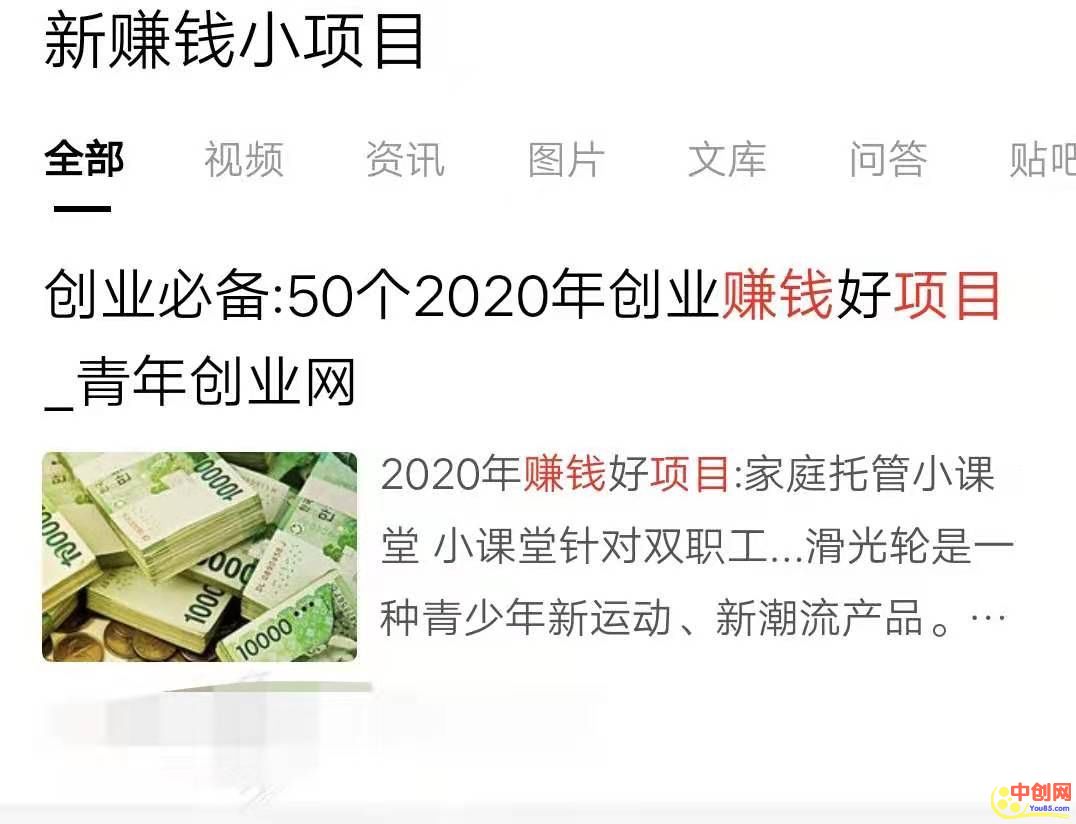 新赚钱小项目
全部 视频 资讯 图片 文库 问答 贴吧
创业必备:50个2020年创业赚钱好项目
_青年创业网
2020年赚钱好项目:家庭托管小课
堂 小课堂针对双职工...滑光轮是一
种青少年新运动、新潮流产品。…
10000
10000
1000
10000
中创网
You85.com